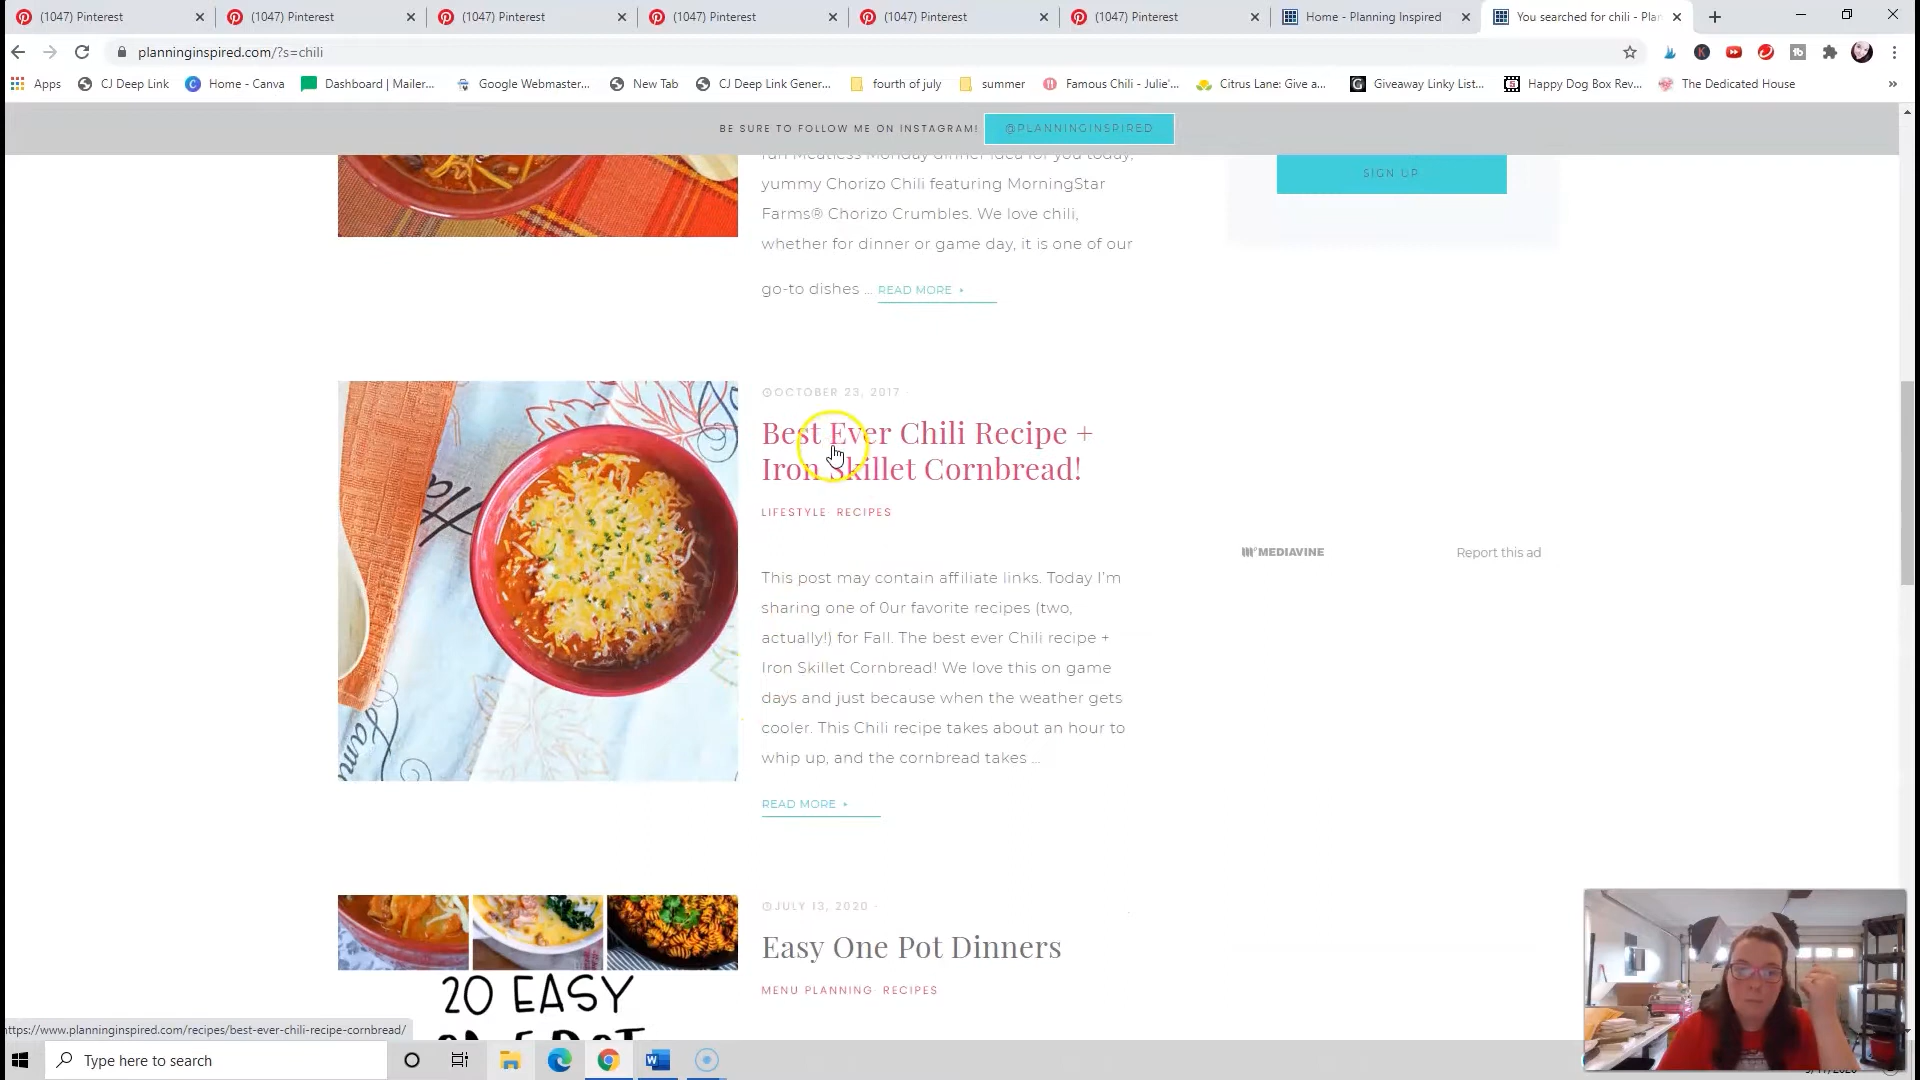 (1047) Pinterest
(1047) Pinterest
(1047) Pinterest
(1047) Pinterest
(1047) Pinterest
(1047) Pinterest
Home - Planning Inspired
You searched for chili - Plan
planninginspired.com/?s=chili
Apps
CJ Deep Link
Home - Canva
Dashboard | Mailer...
Google Webmaster...
New Tab
CJ Deep Link Gener...
fourth of july
summer
Famous Chili - Julie'...
Citrus Lane: Give a...
Giveaway Linky List...
Happy Dog Box Rev...
The Dedicated House
»
BE SURE TO FOLLOW ME ON INSTAGRAM!
@PLANNINGINSPIRED
fun Meatless Monday dinner idea for you today,
yummy Chorizo Chili featuring MorningStar
Farms® Chorizo Crumbles. We love chili,
whether for dinner or game day, it is one of our
go-to dishes ... READ MORE
SIGN UP
OCTOBER 23, 2017 ·
Best Ever Chili Recipe +
Iron Skillet Cornbread!
LIFESTYLE· RECIPES
This post may contain affiliate links. Today I'm
sharing one of 0ur favorite recipes (two,
actually!) for Fall. The best ever Chili recipe +
Iron Skillet Cornbread! We love this on game
days and just because when the weather gets
cooler. This Chili recipe takes about an hour to
whip up, and the cornbread takes ...
READ MORE
MEDIAVINE
Report this ad
JULY 13, 2020 ·
Easy One Pot Dinners
MENU PLANNING· RECIPES
20 EASY
ONE POT
https://www.planninginspired.com/recipes/best-ever-chili-recipe-cornbread/
Type here to search